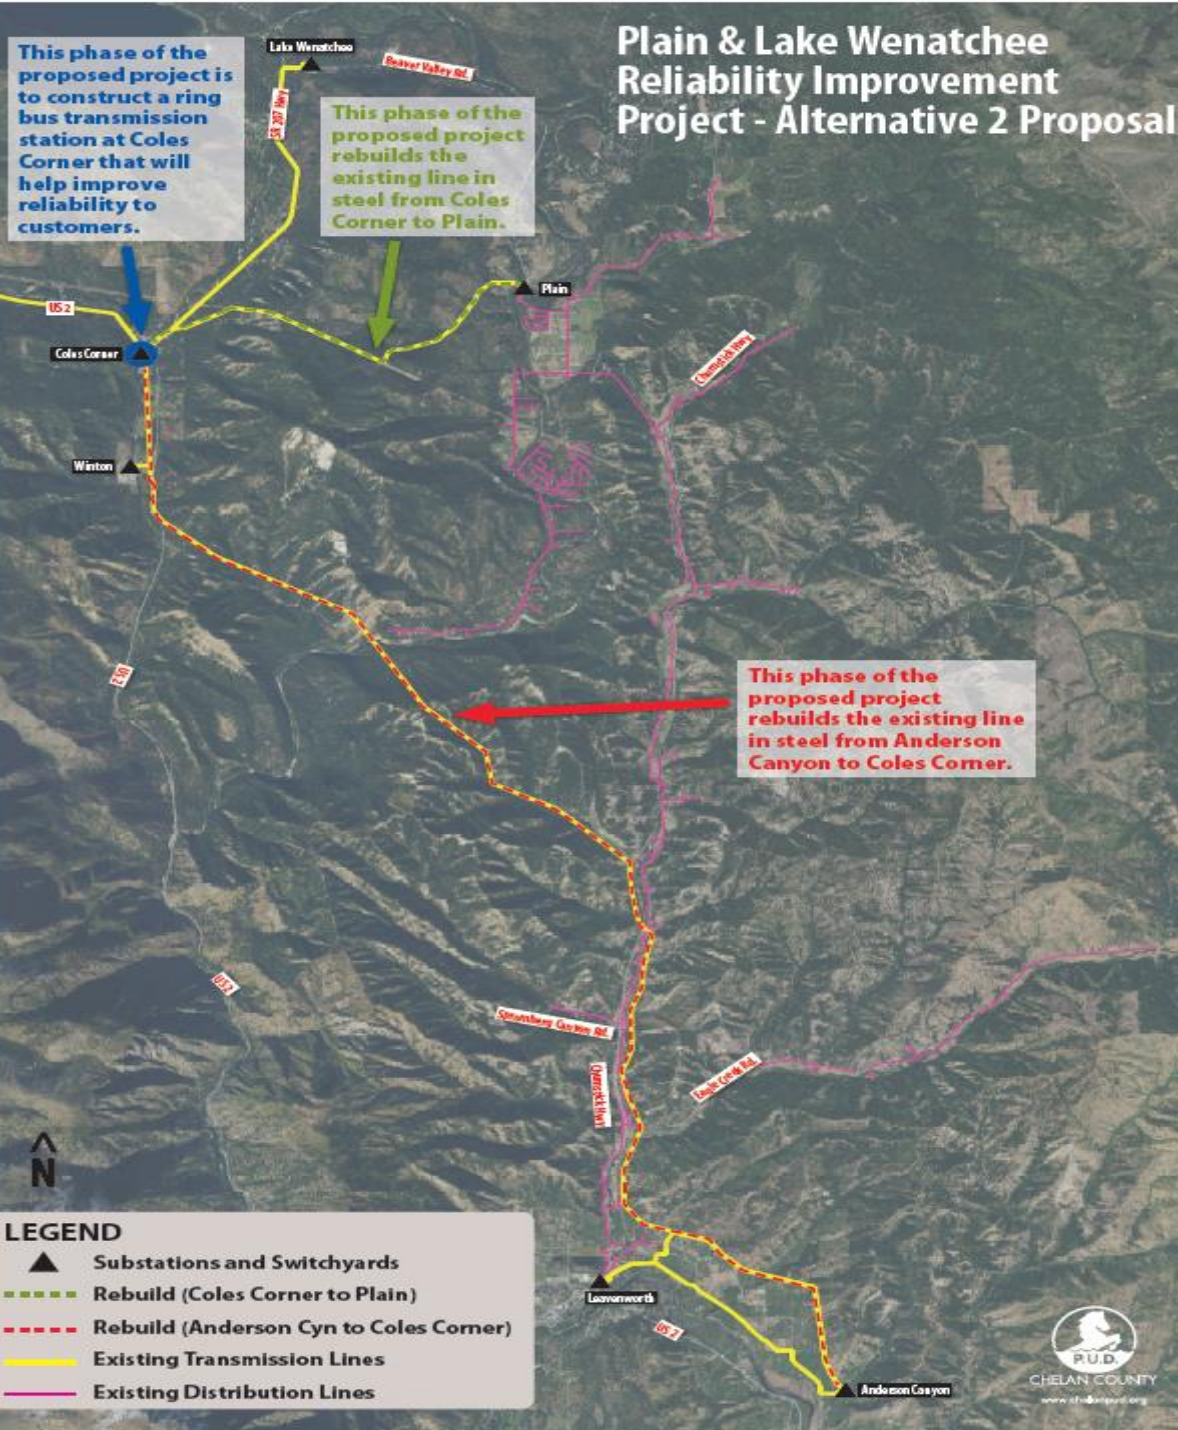 Plain & Lake Wenatchee
Reliability Improvement
Project - Alternative 2 Proposal
This phase of the
proposed project is
to construct a ring
bus transmission
station at Coles
Corner that will
help improve
reliability to
customers.
Lake Wenatchee
Beaver Valley Rd.
SR 207 Hwy
This phase of the
proposed project
rebuilds the
existing line in
steel from Coles
Corner to Plain.
US 2
Plain
Coles Corner
Chumstick Hwy
Winton
US 2
This phase of the
proposed project
rebuilds the existing line
in steel from Anderson
Canyon to Coles Corner.
US 2
Spromberg Canyon Rd.
Chumstick Hwy
Eagle Creek Rd.
N
LEGEND
Substations and Switchyards
Rebuild (Coles Corner to Plain)
Rebuild (Anderson Cyn to Coles Corner)
Existing Transmission Lines
Existing Distribution Lines
Leavenworth
US 2
Anderson Canyon
P.U.D.
CHELAN COUNTY
www.chelanpud.org